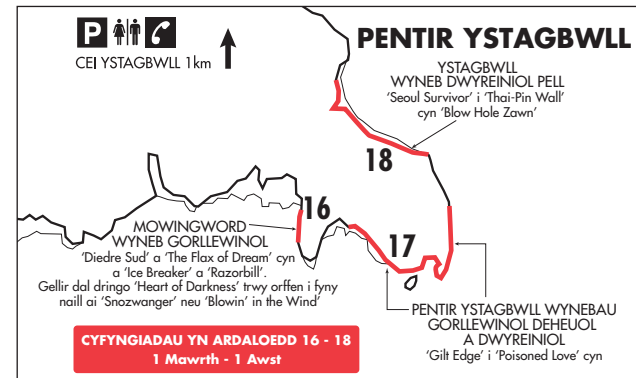 P
CEI YSTAGBWLL 1km
PENTIR YSTAGBWLL
YSTAGBWLL
WYNEB DWYREINIOL PELL
'Seoul Survivor' i 'Thai-Pin Wall'
cyn 'Blow Hole Zawn'
18
16
MOWINGWORD
WYNEB GORLLEWINOL
'Diedre Sud' a 'The Flax of Dream' cyn
a 'Ice Breaker' a 'Razorbill'.
Gellir dal dringo 'Heart of Darkness' trwy orffen i fyny
naill ai 'Snozwanger' neu 'Blowin' in the Wind'
17
PENTIR YSTAGBWLL WYNEBAU
GORLLEWINOL DEHEUOL
A DWYREINIOL
'Gilt Edge' i 'Poisoned Love' cyn
CYFYNGIADAU YN ARDALOEDD 16 - 18
1 Mawrth - 1 Awst